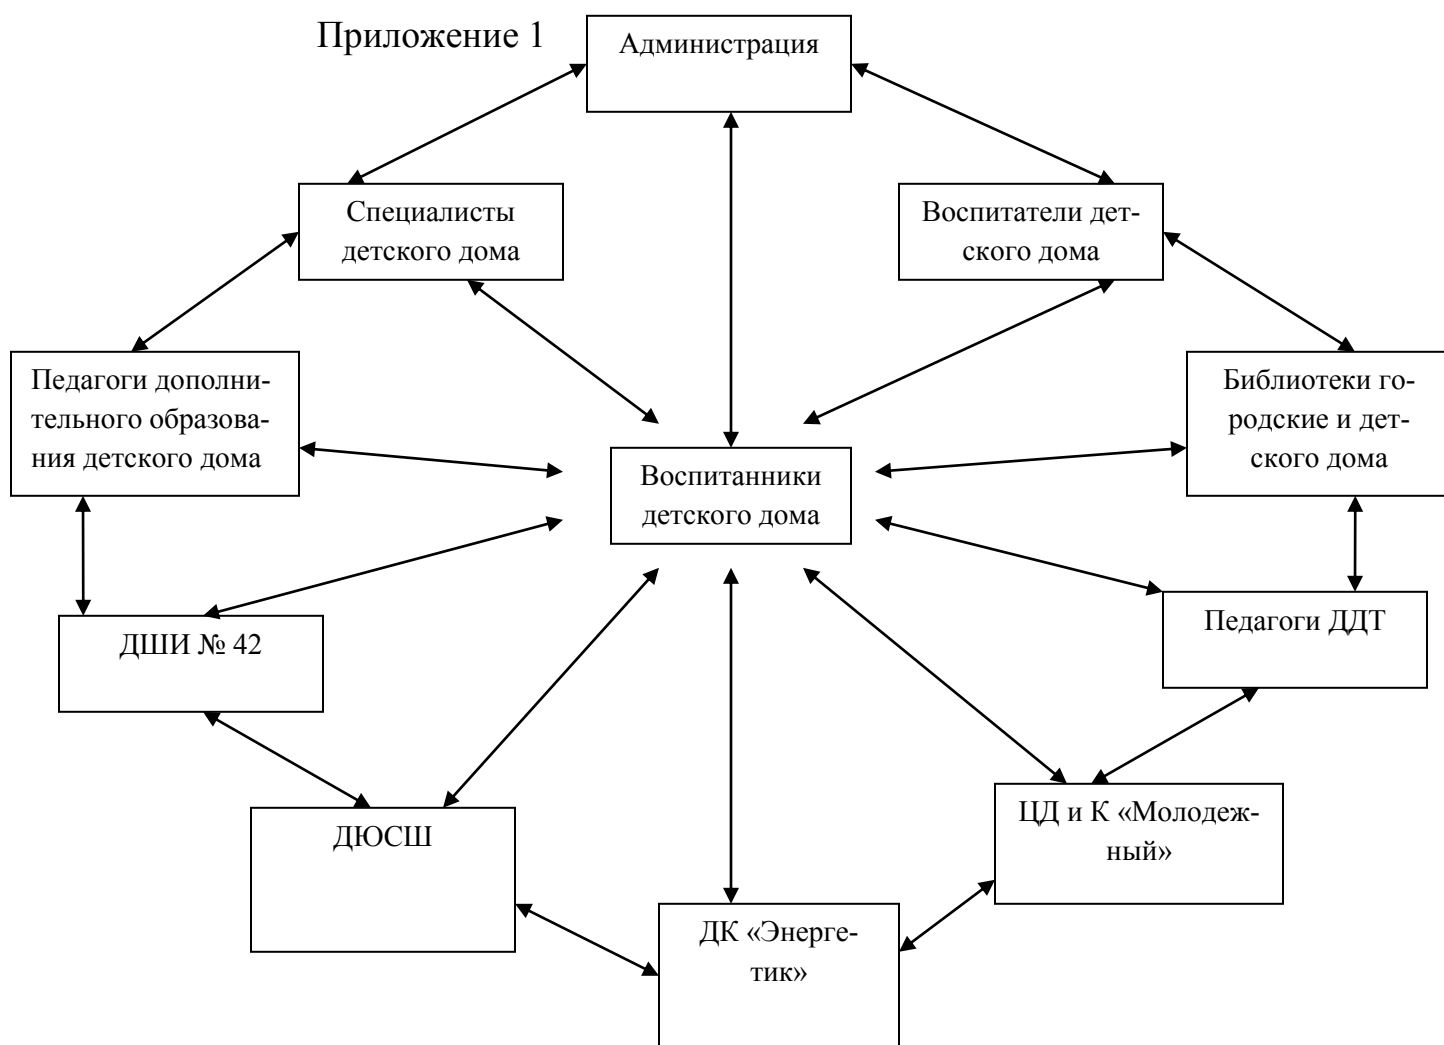 Приложение 1
Администрация
Специалисты
детского дома
Воспитатели дет-
ского дома
Педагоги дополни-
тельного образова-
ния детского дома
Библиотеки го-
родские и дет-
ского дома
Воспитанники
детского дома
ДШИ № 42
Педагоги ДДТ
ДЮСШ
ЦД и К «Молодеж-
ный»
ДК «Энерге-
тик»